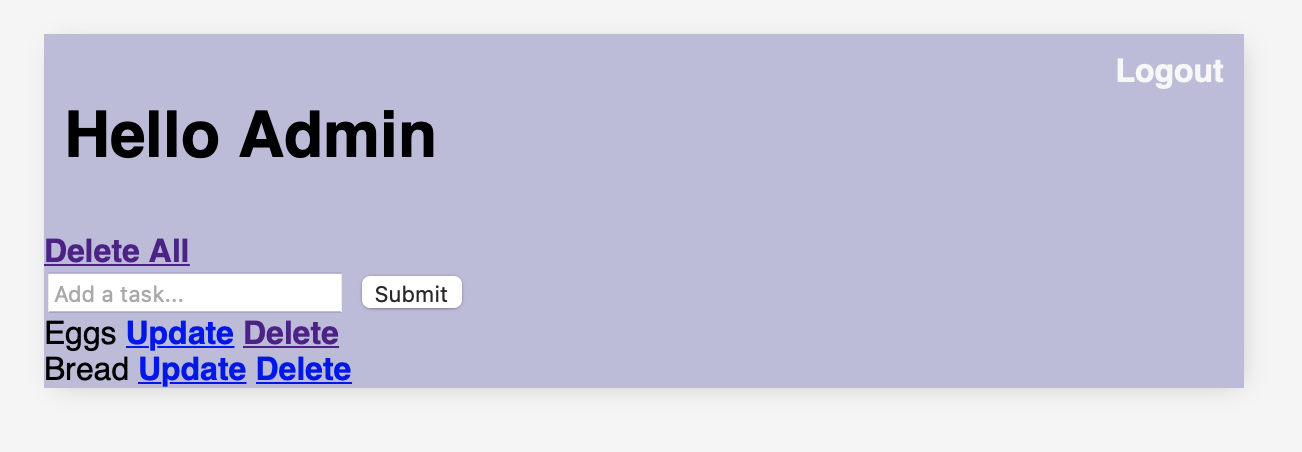 Logout
Hello Admin
Delete All
Add a task... Submit
Eggs Update Delete
Bread Update Delete